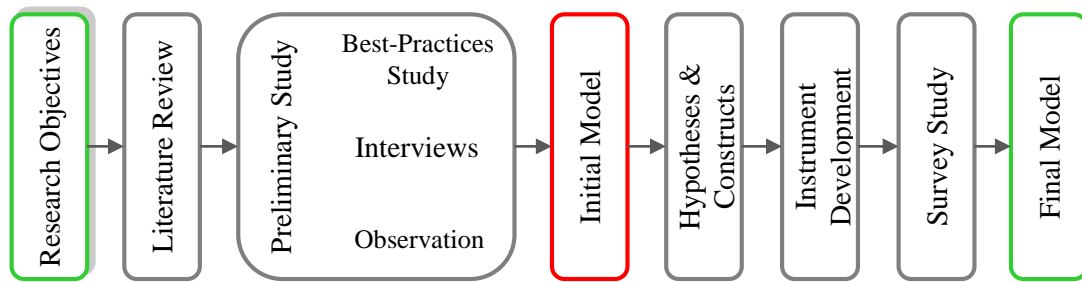 Research Objectives
Literature Review
Preliminary Study
Best-Practices
Study
Interviews
Observation
Initial Model
Hypotheses &
Constructs
Instrument
Development
Survey Study
Final Model